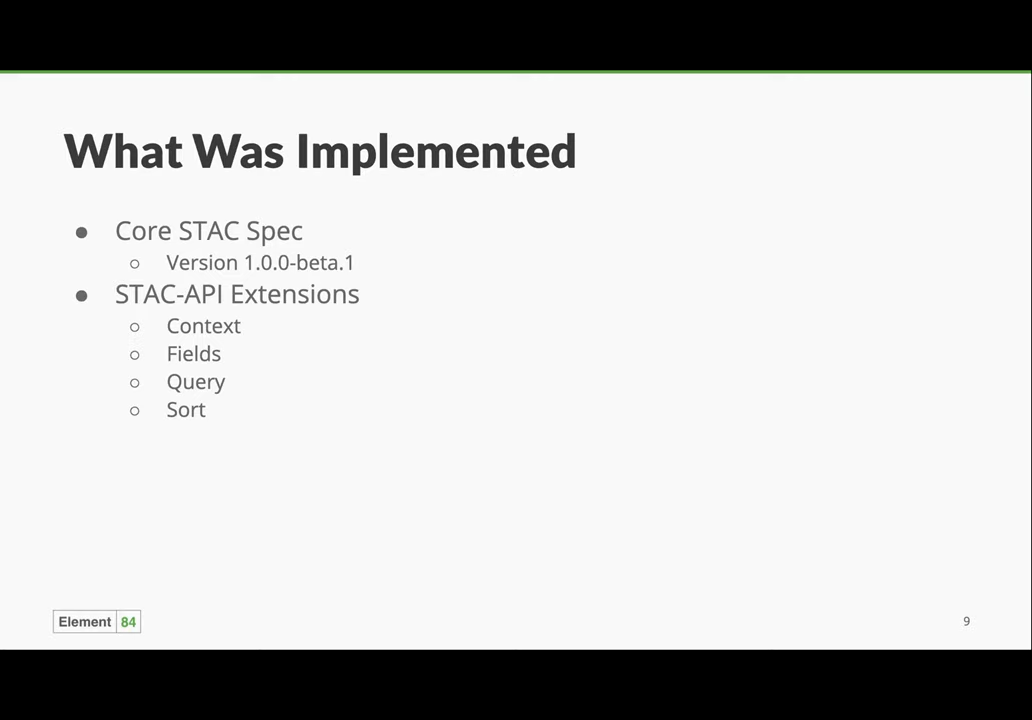 What Was Implemented
● Core STAC Spec
○ Version 1.0.0-beta.1
● STAC-API Extensions
○ Context
○ Fields
○ Query
○ Sort
Element 84
9